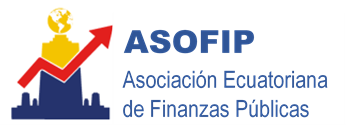 ASOFIP
Asociación Ecuatoriana
de Finanzas Públicas